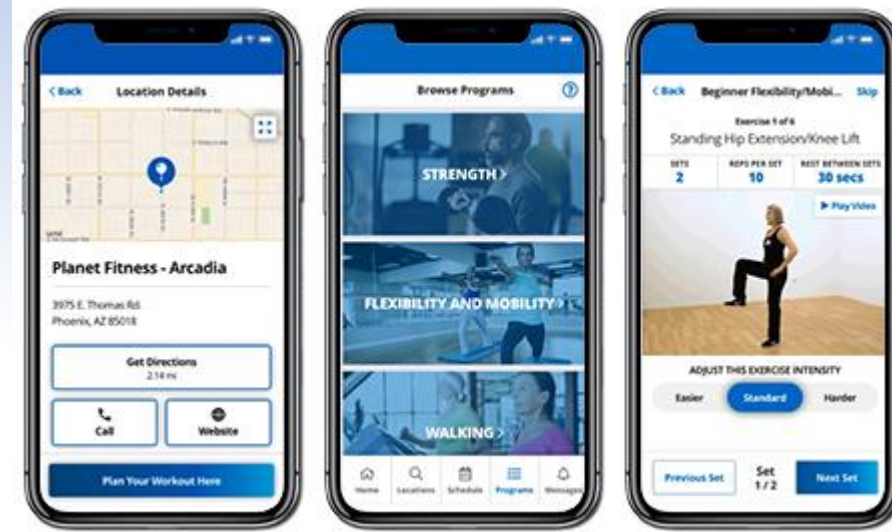 < Back Location Details
Planet Fitness - Arcadia
3975 E. Thomas Rd.
Phoenix, AZ 85018
Get Directions
2.14 mi
Call Website
Plan Your Workout Here
Browse Programs ?
STRENGTH >
FLEXIBILITY AND MOBILITY >
WALKING >
Home Locations Schedule Programs Messages
< Back Beginner Flexibility/Mobi... Skip
Exercise 1 of 6
Standing Hip Extension/Knee Lift
SETS REPS PER SET REST BETWEEN SETS
2 10 30 secs
Play Video
ADJUST THIS EXERCISE INTENSITY
Easier Standard Harder
Previous Set Set Next Set
1 / 2